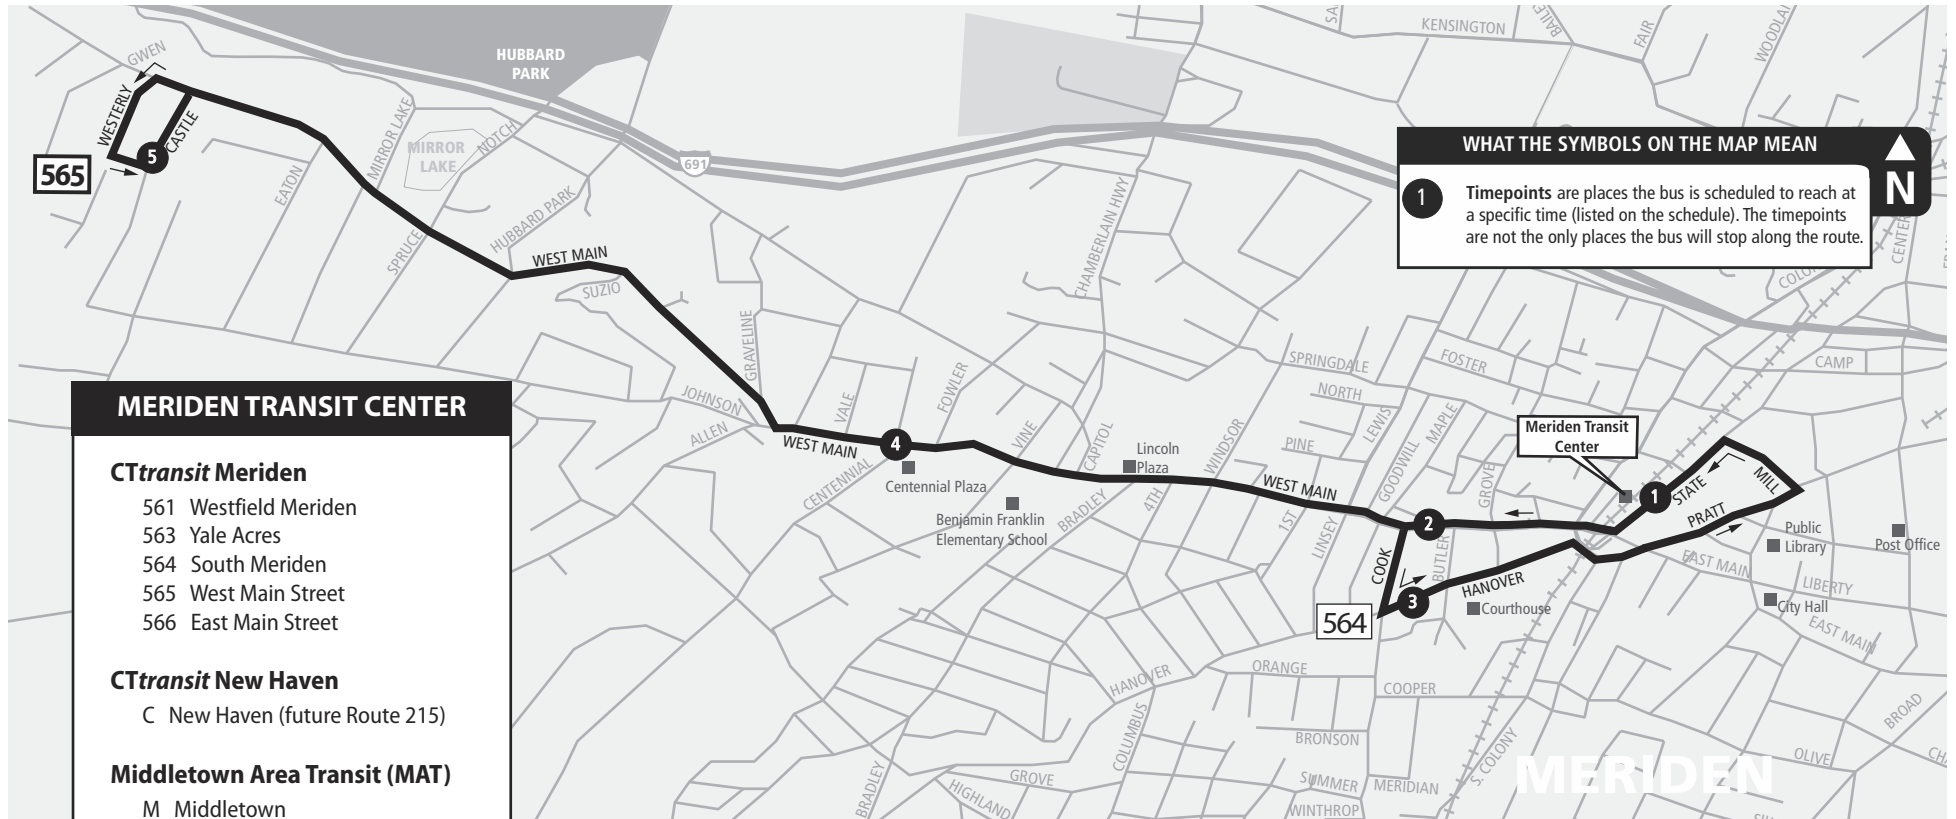 KENSINGTON
FAIR
GWEN
HUBBARD
PARK
WESTERLY
CASTLE
5
565
EATON
MIRROR LAKE
MIRROR
LAKE
NOTCH
691
HUBBARD PARK
SPRUCE
WEST MAIN
SUZIO
CHAMBERLAIN HWY
WHAT THE SYMBOLS ON THE MAP MEAN
N
1
Timepoints are places the bus is scheduled to reach at
a specific time (listed on the schedule). The timepoints
are not the only places the bus will stop along the route.
CENTER
GRAVELINE
JOHNSON
ALLEN
VALE
FOWLER
VINE
CAPITOL
WINDSOR
SPRINGDALE
NORTH
PINE
LEWIS
GOODWILL
MAPLE
FOSTER
GROVE
CAMP
WEST MAIN
4
CENTENNIAL
Centennial Plaza
Benjamin Franklin
Elementary School
BRADLEY
Lincoln
Plaza
4TH
WEST MAIN
1ST
LINSEY
Meriden Transit
Center
1
STATE
MILL
PRATT
2
COOK
BUTLER
3
HANOVER
564
Courthouse
EAST MAIN
Public
Library
Post Office
LIBERTY
City Hall
EAST MAIN
HANOVER
ORANGE
COOPER
COLUMBUS
BRONSON
SUMMER
MERIDIAN
WINTHROP
S. COLONY
BROAD
OLIVE
GROVE
HIGHLAND
BRADLEY
MERIDEN
MERIDEN TRANSIT CENTER
CTtransit Meriden
561 Westfield Meriden
563 Yale Acres
564 South Meriden
565 West Main Street
566 East Main Street
CTtransit New Haven
C New Haven (future Route 215)
Middletown Area Transit (MAT)
M Middletown